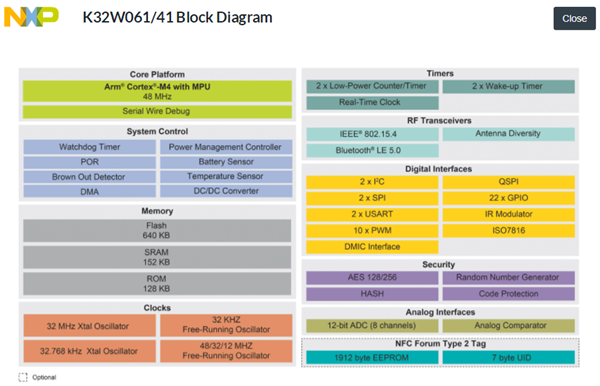 NXP
K32W061/41 Block Diagram
Close
Core Platform
Arm® Cortex®-M4 with MPU
48 MHz
Serial Wire Debug
System Control
Watchdog Timer
Power Management Controller
POR
Battery Sensor
Brown Out Detector
Temperature Sensor
DMA
DC/DC Converter
Memory
Flash
640 KB
SRAM
152 KB
ROM
128 KB
Clocks
32 MHz Xtal Oscillator
32 KHZ
Free-Running Oscillator
32.768 kHz Xtal Oscillator
48/32/12 MHZ
Free-Running Oscillator
Timers
2 x Low-Power Counter/Timer
2 x Wake-up Timer
Real-Time Clock
RF Transceivers
IEEE® 802.15.4
Antenna Diversity
Bluetooth® LE 5.0
Digital Interfaces
2 x I²C
QSPI
2 x SPI
22 x GPIO
2 x USART
IR Modulator
10 x PWM
ISO7816
DMIC Interface
Security
AES 128/256
Random Number Generator
HASH
Code Protection
Analog Interfaces
12-bit ADC (8 channels)
Analog Comparator
NFC Forum Type 2 Tag
1912 byte EEPROM
7 byte UID
Optional